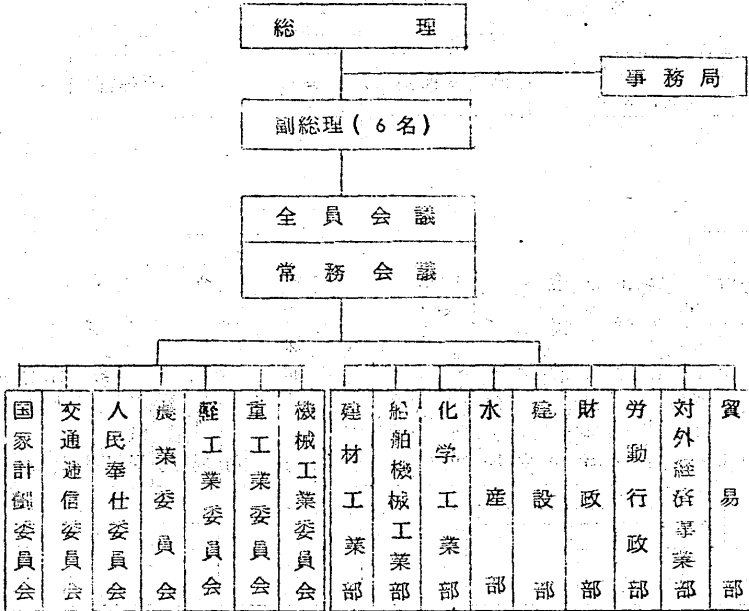 総理
事務局
副総理(6名)
全員会議
常務会議
国家計劃委員会
交通逓信委員会
人民奉仕委員会
農業委員会
軽工業委員会
重工業委員会
機械工業委員会
建材工業部
船舶機械工業部
化学工業部
水産部
建設部
財政部
労動行政部
対外経済事業部
貿易部